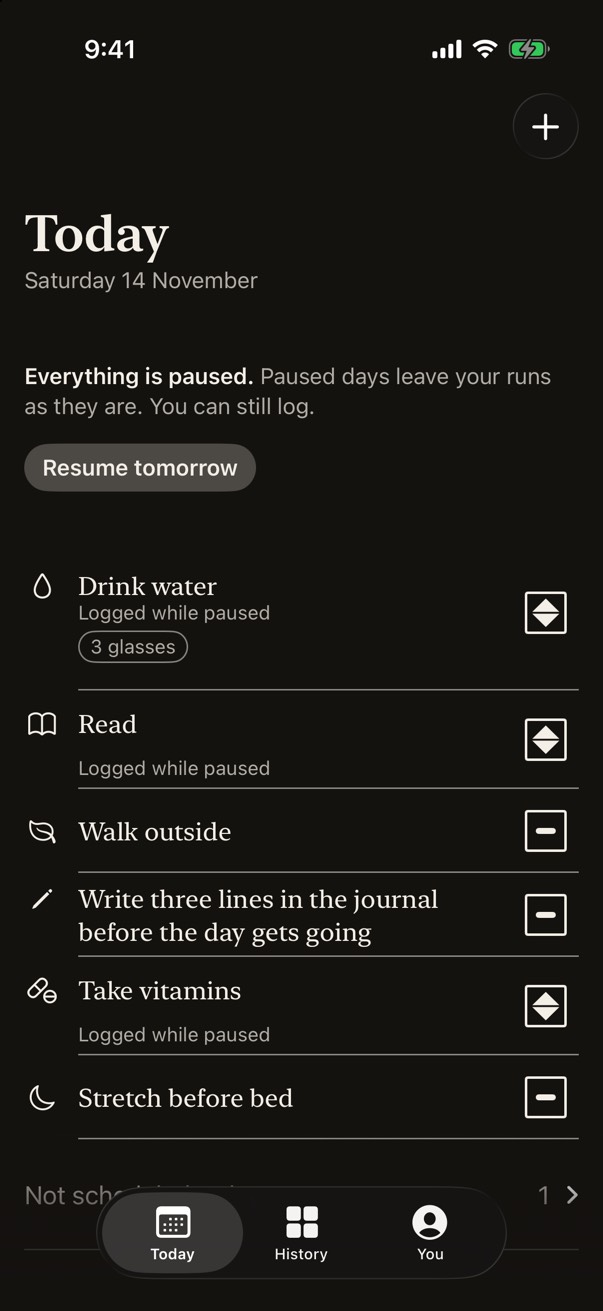 9:41
Today
Saturday 14 November
Everything is paused. Paused days leave your runs
as they are. You can still log.
Resume tomorrow
Drink water
Logged while paused
3 glasses
Read
Logged while paused
Walk outside
Write three lines in the journal
before the day gets going
Take vitamins
Logged while paused
Stretch before bed
Not 1
Today History You